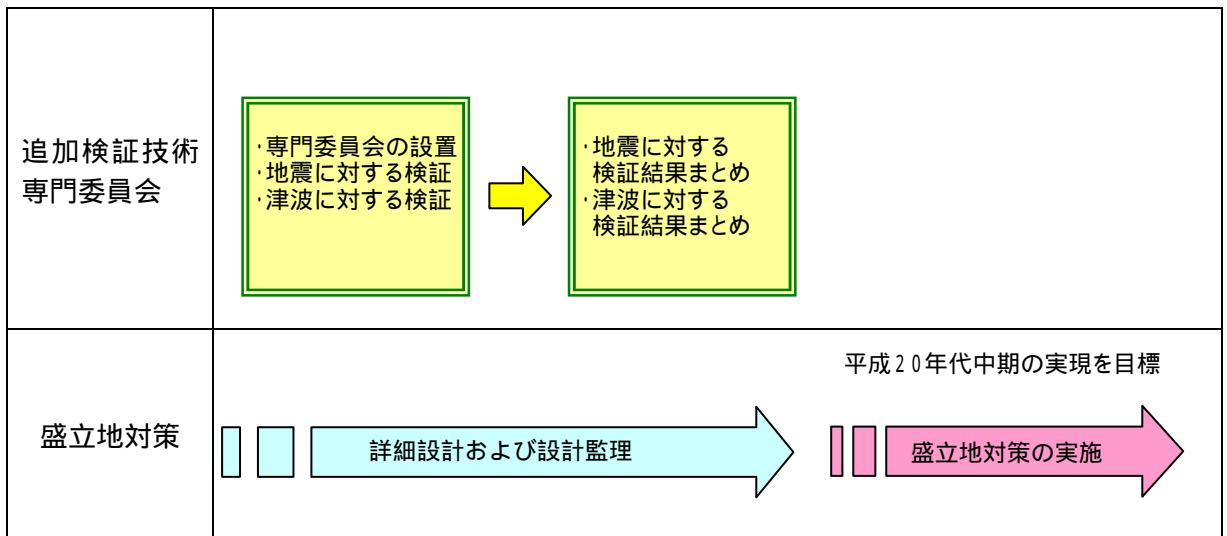 追加検証技術
専門委員会
·専門委員会の設置
·地震に対する検証
·津波に対する検証
·地震に対する
検証結果まとめ
·津波に対する
検証結果まとめ
盛立地対策
詳細設計および設計監理
平成20年代中期の実現を目標
盛立地対策の実施